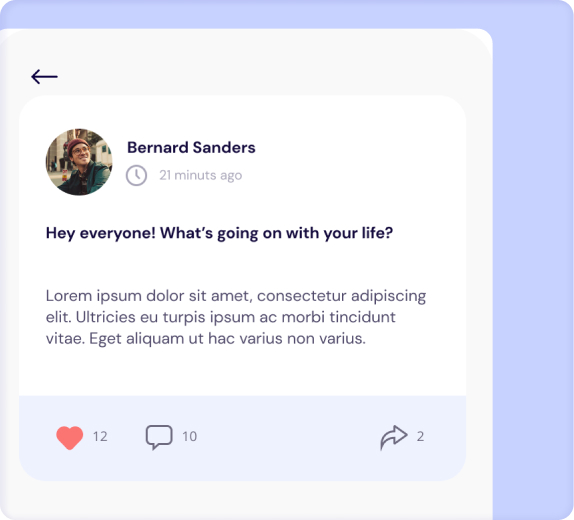 Bernard Sanders
21 minuts ago
Hey everyone! What's going on with your life?
Lorem ipsum dolor sit amet, consectetur adipiscing
elit. Ultricies eu turpis ipsum ac morbi tincidunt
vitae. Eget aliquam ut hac varius non varius.
12 10 2